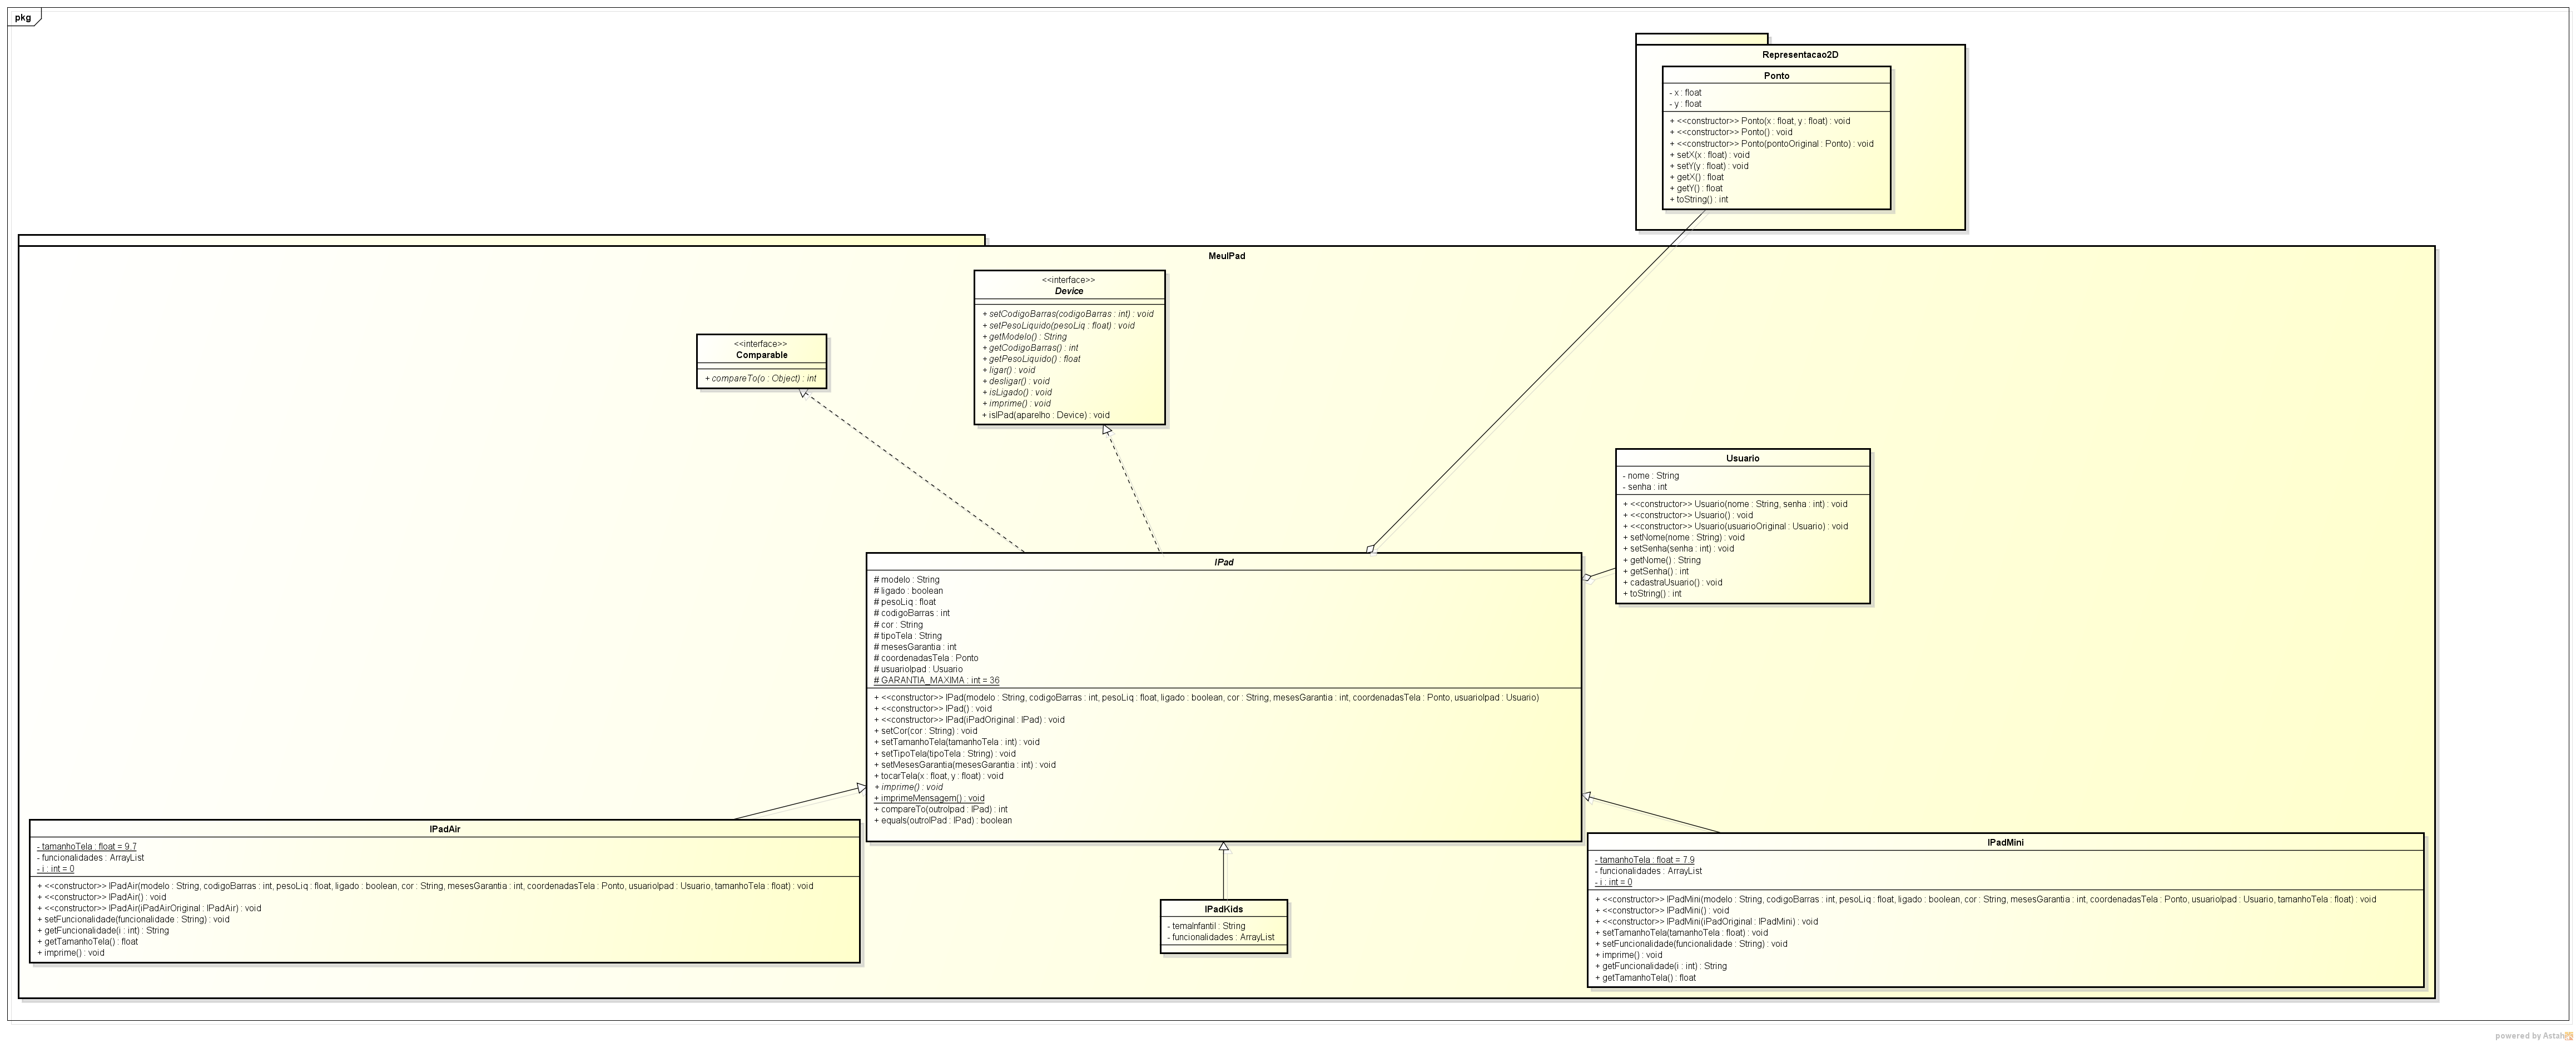 pkg
Representacao2D
Ponto
- x : float
- y : float
+ <<constructor>> Ponto(x : float, y : float) : void
+ <<constructor>> Ponto() : void
+ <<constructor>> Ponto(pontoOriginal : Ponto) : void
+ setX(x : float) : void
+ setY(y : float) : void
+ getX() : float
+ getY() : float
+ toString() : int
MeuIPad
<<interface>>
Device
+ setCodigoBarras(codigoBarras : int) : void
+ setPesoLiquido(pesoLiq : float) : void
+ getModelo() : String
+ getCodigoBarras() : int
+ getPesoLiquido() : float
+ ligar() : void
+ desligar() : void
+ isLigado() : void
+ imprime() : void
+ isIPad(aparelho : Device) : void
<<interface>>
Comparable
+ compareTo(o : Object) : int
Usuario
- nome : String
- senha : int
+ <<constructor>> Usuario(nome : String, senha : int) : void
+ <<constructor>> Usuario() : void
+ <<constructor>> Usuario(usuarioOriginal : Usuario) : void
+ setNome(nome : String) : void
+ setSenha(senha : int) : void
+ getNome() : String
+ getSenha() : int
+ cadastraUsuario() : void
+ toString() : int
IPad
# modelo : String
# ligado : boolean
# pesoLiq : float
# codigoBarras : int
# cor : String
# tipoTela : String
# mesesGarantia : int
# coordenadasTela : Ponto
# usuarioIpad : Usuario
# GARANTIA_MAXIMA : int = 36
+ <<constructor>> IPad(modelo : String, codigoBarras : int, pesoLiq : float, ligado : boolean, cor : String, mesesGarantia : int, coordenadasTela : Ponto, usuarioIpad : Usuario)
+ <<constructor>> IPad() : void
+ <<constructor>> IPad(iPadOriginal : IPad) : void
+ setCor(cor : String) : void
+ setTamanhoTela(tamanhoTela : int) : void
+ setTipoTela(tipoTela : String) : void
+ setMesesGarantia(mesesGarantia : int) : void
+ tocarTela(x : float, y : float) : void
+ imprime() : void
+ imprimeMensagem() : void
+ compareTo(outroIpad : IPad) : int
+ equals(outroIPad : IPad) : boolean
IPadAir
- tamanhoTela : float = 9.7
- funcionalidades : ArrayList
- i : int = 0
+ <<constructor>> IPadAir(modelo : String, codigoBarras : int, pesoLiq : float, ligado : boolean, cor : String, mesesGarantia : int, coordenadasTela : Ponto, usuarioIpad : Usuario, tamanhoTela : float) : void
+ <<constructor>> IPadAir() : void
+ <<constructor>> IPadAir(iPadAirOriginal : IPadAir) : void
+ setFuncionalidade(funcionalidade : String) : void
+ getFuncionalidade(i : int) : String
+ getTamanhoTela() : float
+ imprime() : void
IPadKids
- temaInfantil : String
- funcionalidades : ArrayList
IPadMini
- tamanhoTela : float = 7.9
- funcionalidades : ArrayList
- i : int = 0
+ <<constructor>> IPadMini(modelo : String, codigoBarras : int, pesoLiq : float, ligado : boolean, cor : String, mesesGarantia : int, coordenadasTela : Ponto, usuarioIpad : Usuario, tamanhoTela : float) : void
+ <<constructor>> IPadMini() : void
+ <<constructor>> IPadMini(iPadOriginal : IPadMini) : void
+ setTamanhoTela(tamanhoTela : float) : void
+ setFuncionalidade(funcionalidade : String) : void
+ imprime() : void
+ getFuncionalidade(i : int) : String
+ getTamanhoTela() : float
powered by Astah